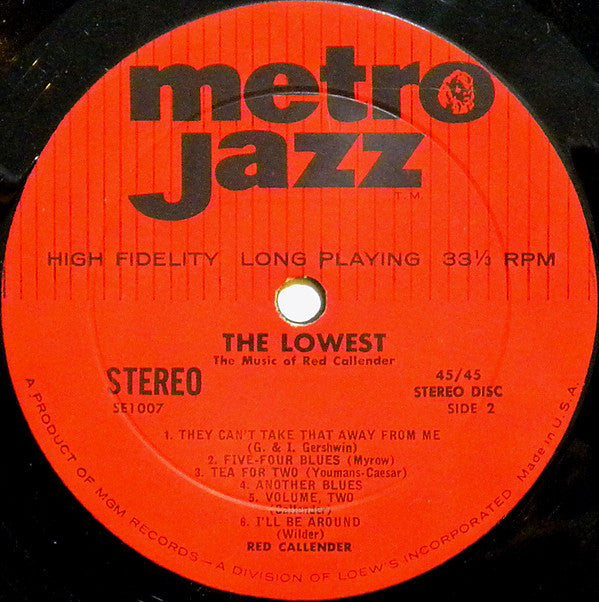 metro
jazz
T.M.
HIGH FIDELITY LONG PLAYING 33⅓ RPM
THE LOWEST
The Music of Red Callender
STEREO
SE1007
45/45
STEREO DISC
SIDE 2
1. THEY CAN'T TAKE THAT AWAY FROM ME
(G. & I. Gershwin)
2. FIVE-FOUR BLUES (Myrow)
3. TEA FOR TWO (Youmans-Caesar)
4. ANOTHER BLUES
5. VOLUME, TWO
(Callender)
6. I'LL BE AROUND
(Wilder)
RED CALLENDER
A PRODUCT OF MGM RECORDS—A DIVISION OF LOEW'S INCORPORATED Made in U.S.A.